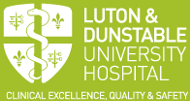 LUTON &
DUNSTABLE
UNIVERSITY
HOSPITAL
CLINICAL EXCELLENCE, QUALITY & SAFETY